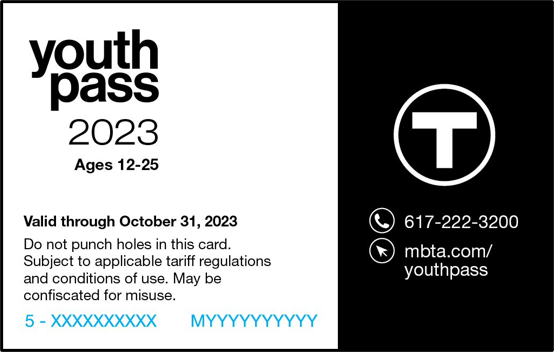 youth
pass
2023
Ages 12-25
Valid through October 31, 2023
Do not punch holes in this card.
Subject to applicable tariff regulations
and conditions of use. May be
confiscated for misuse.
5 - XXXXXXXXXX MYYYYYYYYYY
T
617-222-3200
mbta.com/
youthpass